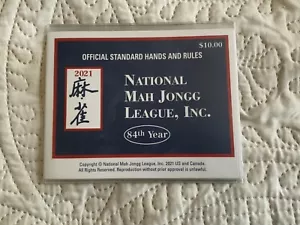 $10.00
OFFICIAL STANDARD HANDS AND RULES
2021
麻
雀
NATIONAL
MAH JONGG
LEAGUE, INC.
84th Year
Copyright © National Mah Jongg League, Inc. 2021 US and Canada.
All Rights Reserved. Reproduction without prior approval is unlawful.